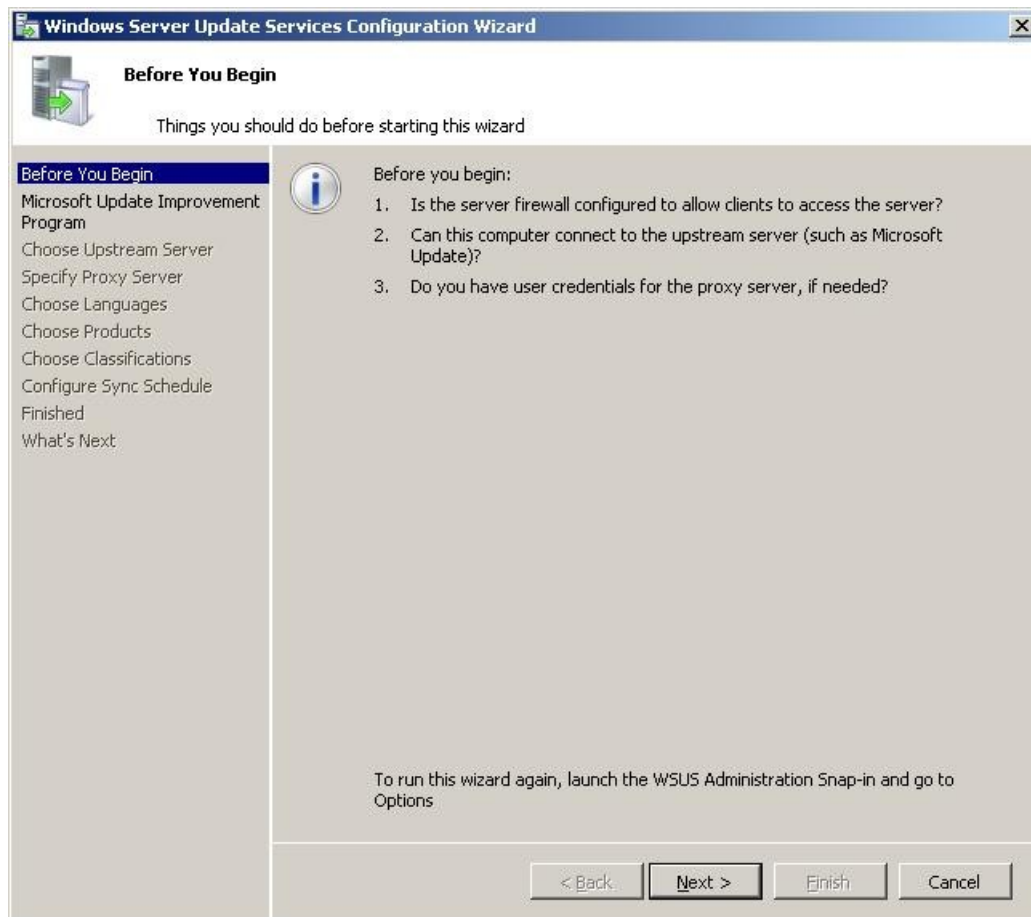 Windows Server Update Services Configuration Wizard
Before You Begin
Things you should do before starting this wizard
Before You Begin
Microsoft Update Improvement
Program
Choose Upstream Server
Specify Proxy Server
Choose Languages
Choose Products
Choose Classifications
Configure Sync Schedule
Finished
What's Next
Before you begin:
1. Is the server firewall configured to allow clients to access the server?
2. Can this computer connect to the upstream server (such as Microsoft
Update)?
3. Do you have user credentials for the proxy server, if needed?
To run this wizard again, launch the WSUS Administration Snap-in and go to
Options
< Back
Next >
Finish
Cancel